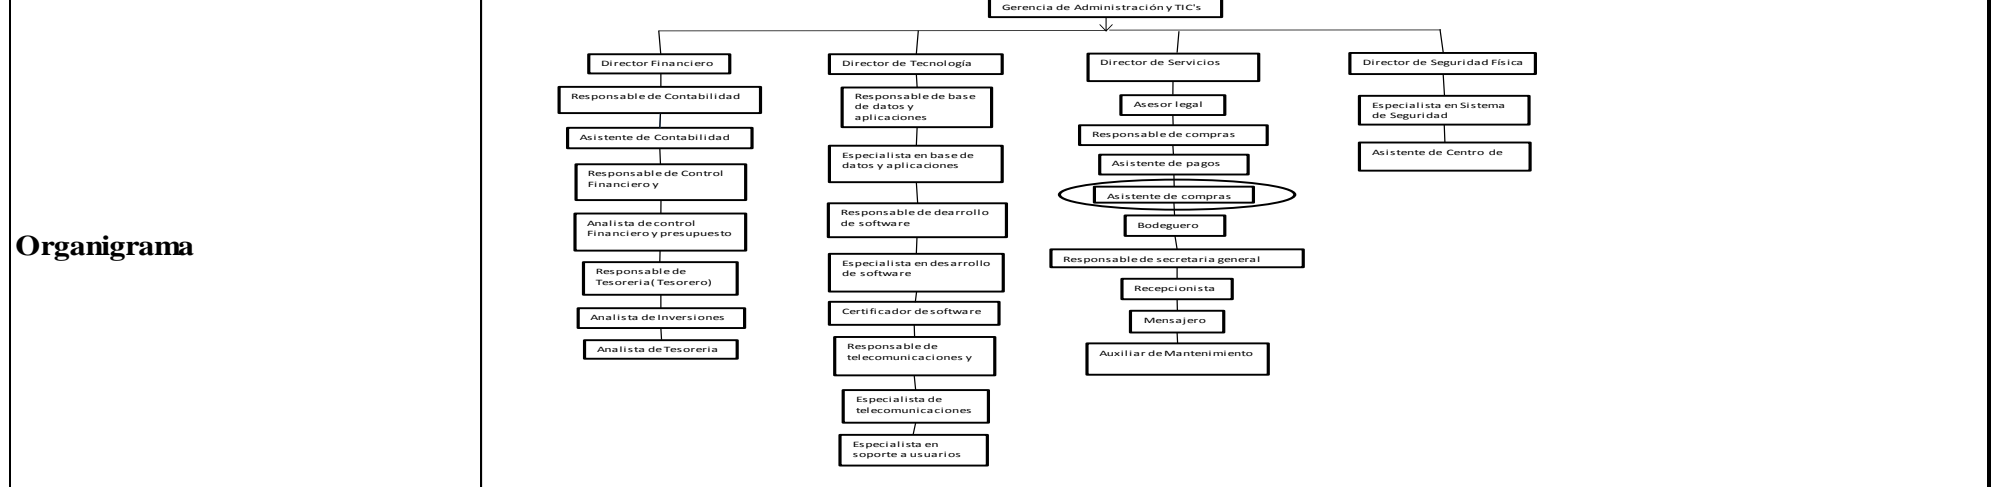 Organigrama
Gerencia de Administración y TIC's
Director Financiero
Responsable de Contabilidad
Asistente de Contabilidad
Responsable de Control
Financiero y
Analista de control
Financiero y presupuesto
Responsable de
Tesoreria( Tesorero)
Analista de Inversiones
Analista de Tesoreria
Director de Tecnología
Responsable de base
de datos y
aplicaciones
Especialista en base de
datos y aplicaciones
Responsable de dearrollo
de software
Especialista en desarrollo
de software
Certificador de software
Responsable de
telecomunicaciones y
Especialista de
telecomunicaciones
Especialista en
soporte a usuarios
Director de Servicios
Asesor legal
Responsable de compras
Asistente de pagos
Asistente de compras
Bodeguero
Responsable de secretaria general
Recepcionista
Mensajero
Auxiliar de Mantenimiento
Director de Seguridad Física
Especialista en Sistema
de Seguridad
Asistente de Centro de